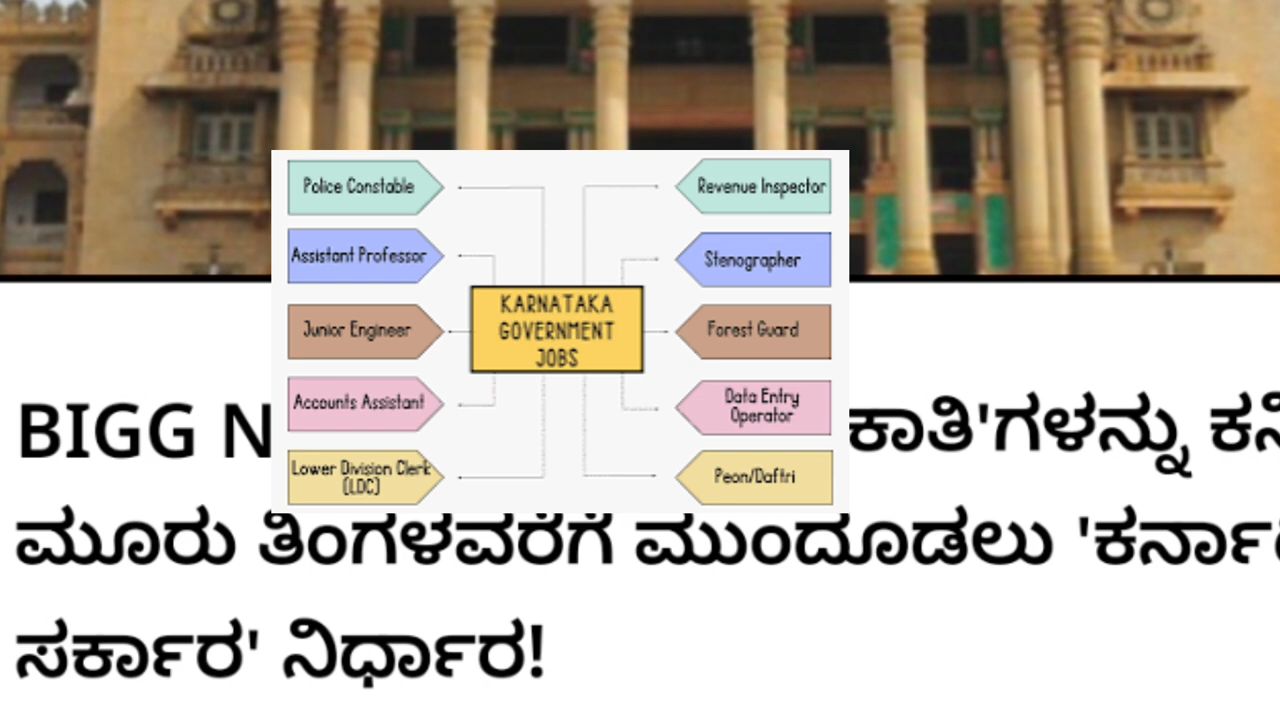 Police Constable
Assistant Professor
Junior Engineer
Accounts Assistant
Lower Division Clerk
(LDC)
KARNATAKA
GOVERNMENT
JOBS
Revenue Inspector
Stenographer
Forest Guard
Data Entry
Operator
Peon/Daftri
BIGG
ಮೂರು ತಿಂಗಳವರೆಗೆ ಮುಂದೂಡಲು
ಸರ್ಕಾರ' ನಿರ್ಧಾರ!